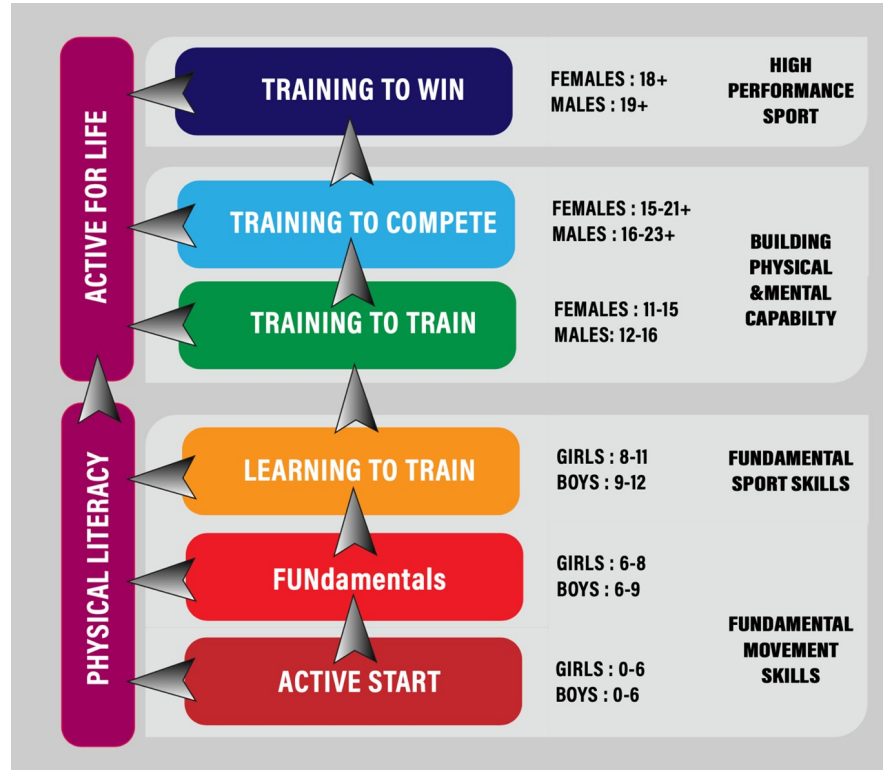 ACTIVE FOR LIFE
TRAINING TO WIN
FEMALES : 18+
MALES : 19+
HIGH
PERFORMANCE
SPORT
TRAINING TO COMPETE
FEMALES : 15-21+
MALES : 16-23+
TRAINING TO TRAIN
FEMALES : 11-15
MALES: 12-16
BUILDING
PHYSICAL
&MENTAL
CAPABILTY
PHYSICAL LITERACY
LEARNING TO TRAIN
GIRLS : 8-11
BOYS : 9-12
FUNDAMENTAL
SPORT SKILLS
FUNdamentals
GIRLS : 6-8
BOYS : 6-9
ACTIVE START
GIRLS : 0-6
BOYS : 0-6
FUNDAMENTAL
MOVEMENT
SKILLS